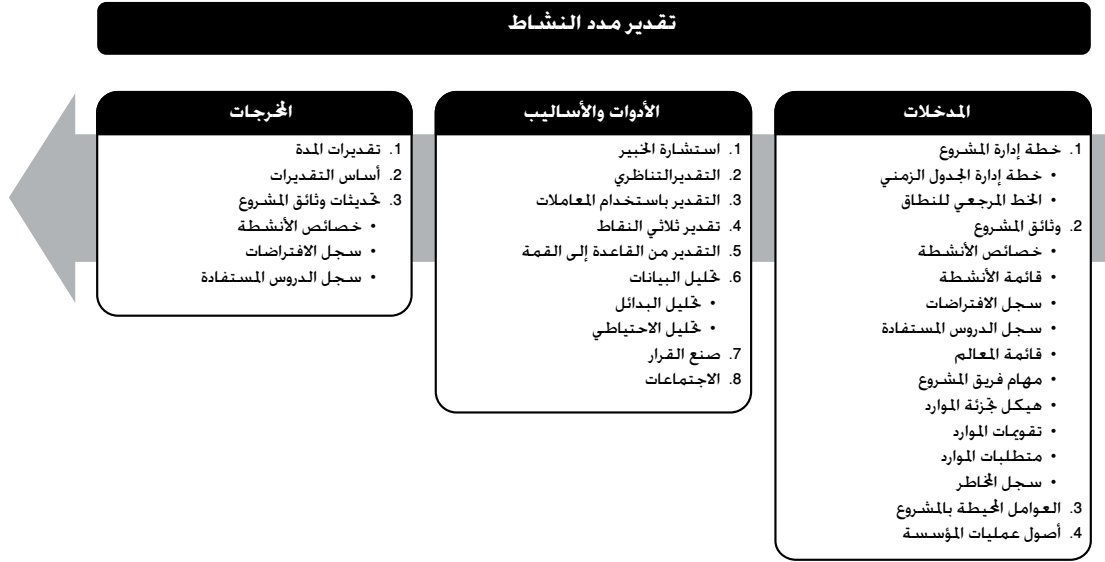 تقدير مدد النشاط
المدخلات
1. خطة إدارة المشروع
• خطة إدارة الجدول الزمني
• الخط المرجعي للنطاق
2. وثائق المشروع
• خصائص الأنشطة
• قائمة الأنشطة
• سجل الافتراضات
• سجل الدروس المستفادة
• قائمة المعالم
• مهام فريق المشروع
• هيكل تجزئة الموارد
• تقويمات الموارد
• متطلبات الموارد
• سجل المخاطر
3. العوامل المحيطة بالمشروع
4. أصول عمليات المؤسسة
الأدوات والأساليب
1. استشارة الخبير
2. التقديرالتناظري
3. التقدير باستخدام المعاملات
4. تقدير ثلاثي النقاط
5. التقدير من القاعدة إلى القمة
6. تحليل البيانات
• تحليل البدائل
• تحليل الاحتياطي
7. صنع القرار
8. الاجتماعات
المخرجات
1. تقديرات المدة
2. أساس التقديرات
3. تحديثات وثائق المشروع
• خصائص الأنشطة
• سجل الافتراضات
• سجل الدروس المستفادة